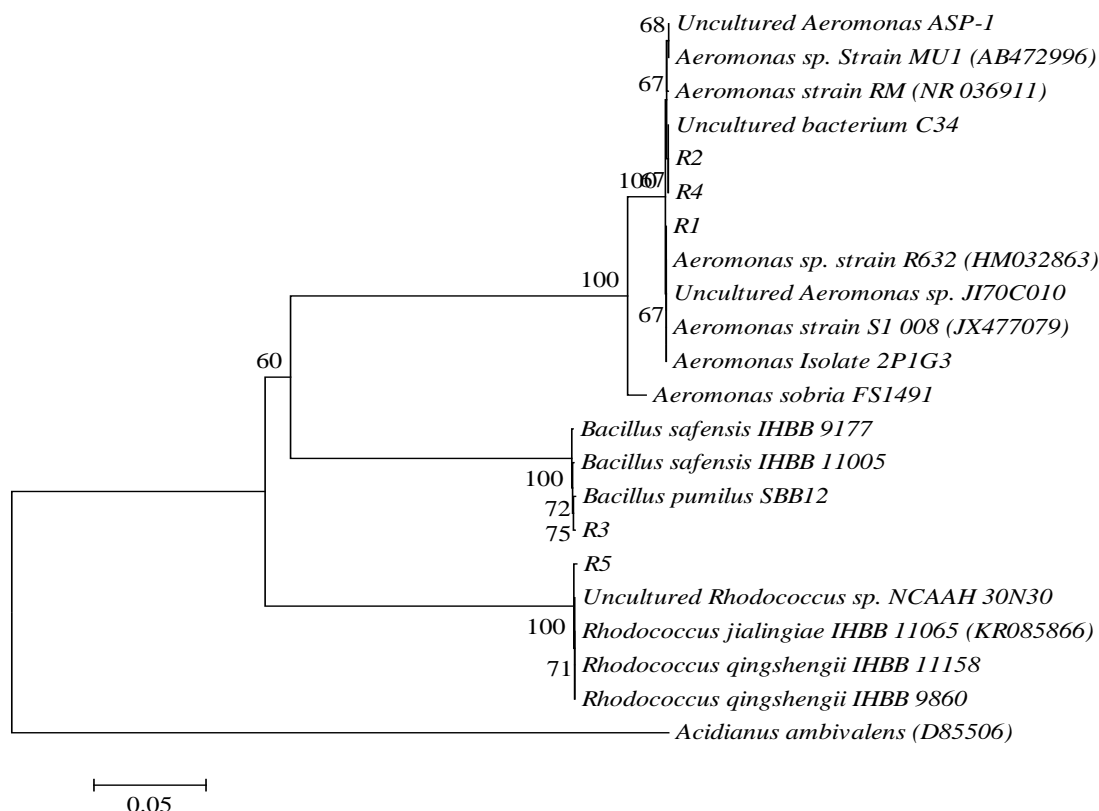 68
Uncultured Aeromonas ASP-1
Aeromonas sp. Strain MU1 (AB472996)
67
Aeromonas strain RM (NR 036911)
Uncultured bacterium C34
R2
100
67
R4
R1
Aeromonas sp. strain R632 (HM032863)
100
Uncultured Aeromonas sp. JI70C010
67
Aeromonas strain S1 008 (JX477079)
60
Aeromonas Isolate 2P1G3
Aeromonas sobria FS1491
Bacillus safensis IHBB 9177
Bacillus safensis IHBB 11005
100
Bacillus pumilus SBB12
72
75
R3
R5
Uncultured Rhodococcus sp. NCAAH 30N30
100
Rhodococcus jialingiae IHBB 11065 (KR085866)
71
Rhodococcus qingshengii IHBB 11158
Rhodococcus qingshengii IHBB 9860
Acidianus ambivalens (D85506)
0.05